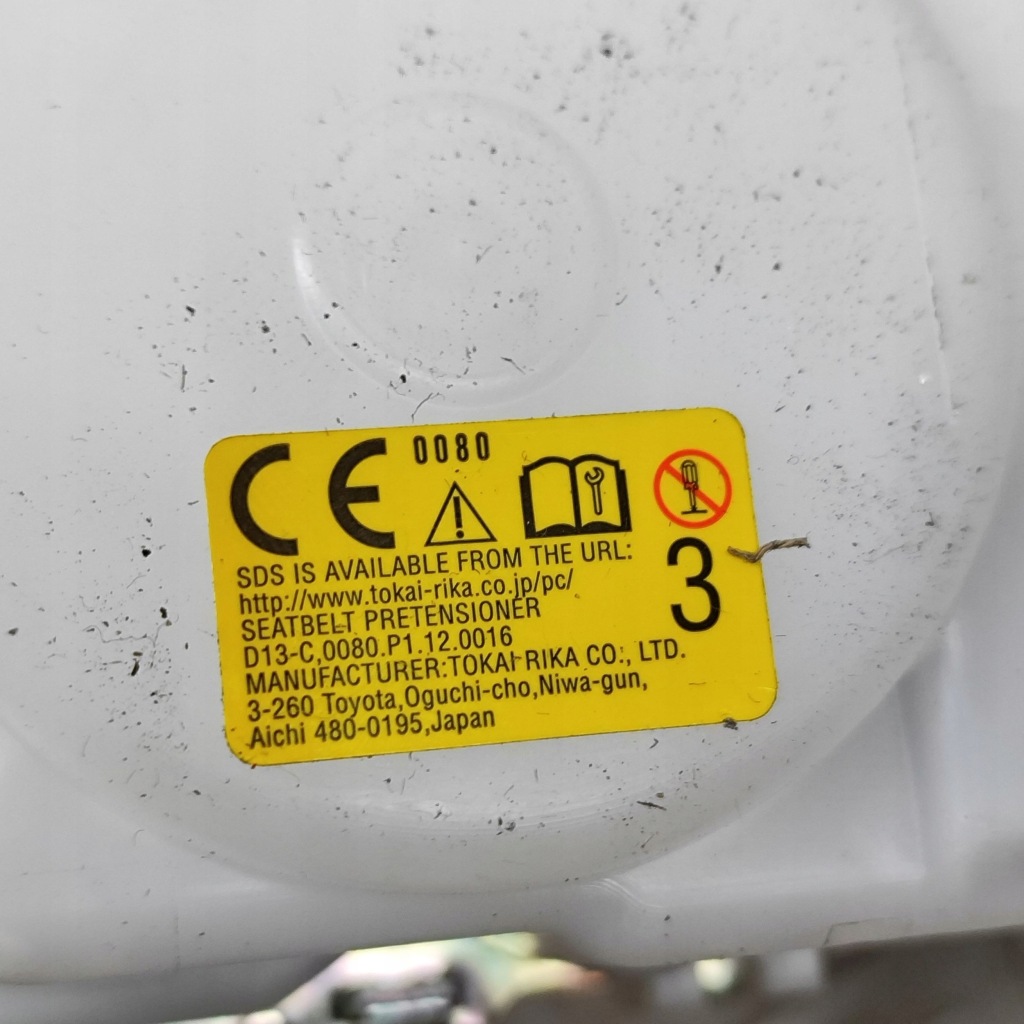 CE 0080
SDS IS AVAILABLE FROM THE URL:
http://www.tokai-rika.co.jp/pc/
SEATBELT PRETENSIONER
D13-C,0080.P1.12.0016
MANUFACTURER:TOKAI RIKA CO., LTD.
3-260 Toyota,Oguchi-cho,Niwa-gun,
Aichi 480-0195,Japan
3